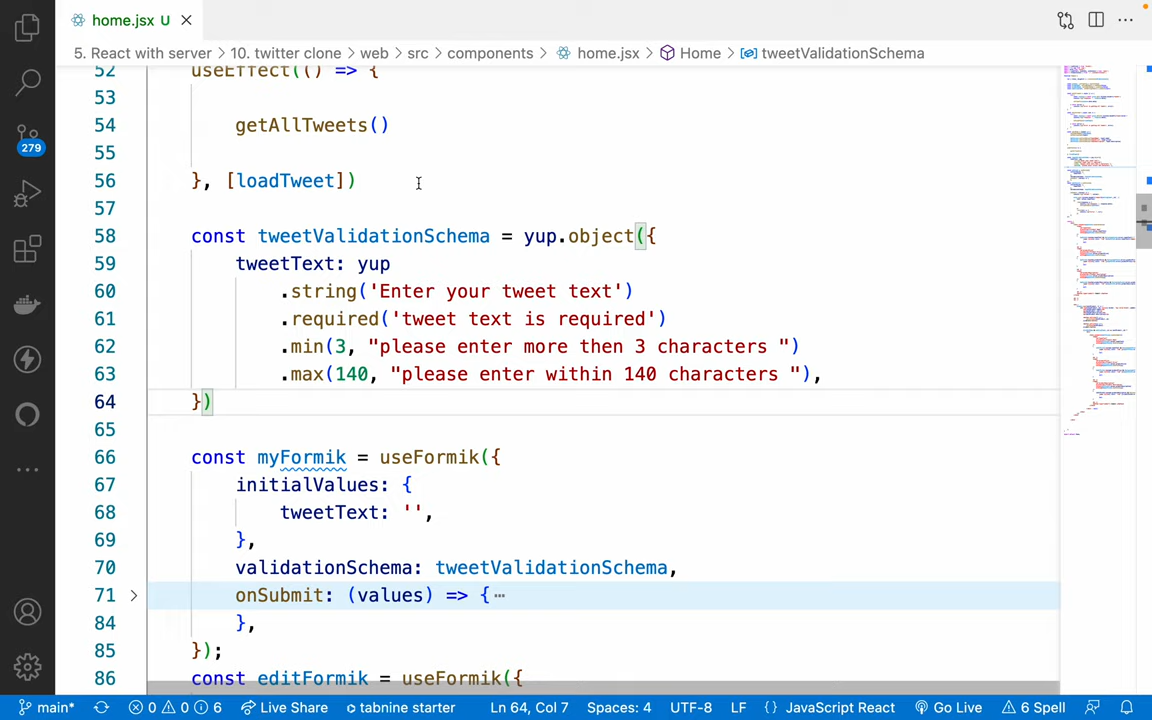 home.jsx U
5. React with server > 10. twitter clone > web > src > components > home.jsx > Home > tweetValidationSchema
279
52 useEffect(() => {
53
54 getAllTweets()
55
56 }, [loadTweet])
57
58 const tweetValidationSchema = yup.object({
59 tweetText: yup
60 .string('Enter your tweet text')
61 .required('tweet text is required')
62 .min(3, "please enter more then 3 characters ")
63 .max(140, "please enter within 140 characters "),
64 })
65
66 const myFormik = useFormik({
67 initialValues: {
68 tweetText: '',
69 },
70 validationSchema: tweetValidationSchema,
71 > onSubmit: (values) => { ⋯
84 },
85 });
86 const editFormik = useFormik({
main* 0 0 6 Live Share tabnine starter Ln 64, Col 7 Spaces: 4 UTF-8 LF {} JavaScript React Go Live 6 Spell